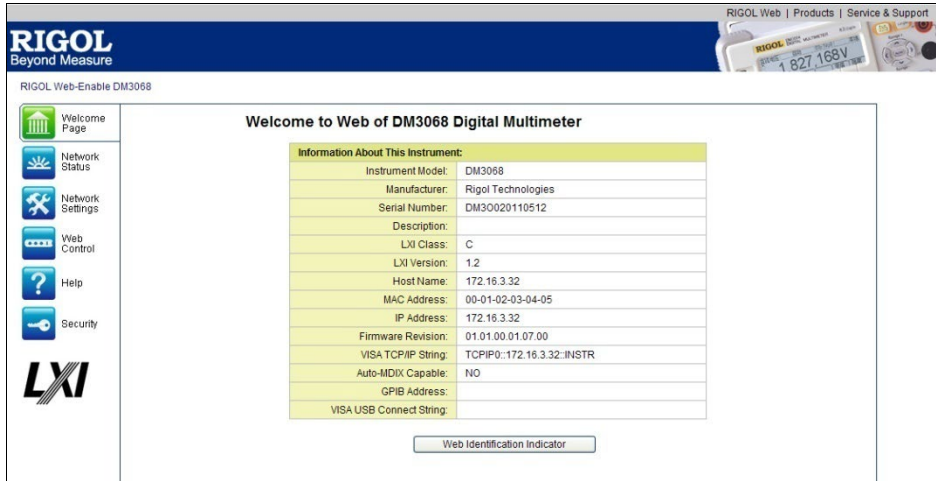 RIGOL Web | Products | Service & Support
RIGOL
Beyond Measure
RIGOL
1.827,168V
RIGOL Web-Enable DM3068
Welcome Page
Network Status
Network Settings
Web Control
Help
Security
LXI
Welcome to Web of DM3068 Digital Multimeter
Information About This Instrument:
Instrument Model: DM3068
Manufacturer: Rigol Technologies
Serial Number: DM3O020110512
Description:
LXI Class: C
LXI Version: 1.2
Host Name: 172.16.3.32
MAC Address: 00-01-02-03-04-05
IP Address: 172.16.3.32
Firmware Revision: 01.01.00.01.07.00
VISA TCP/IP String: TCPIP0::172.16.3.32::INSTR
Auto-MDIX Capable: NO
GPIB Address:
VISA USB Connect String:
Web Identification Indicator